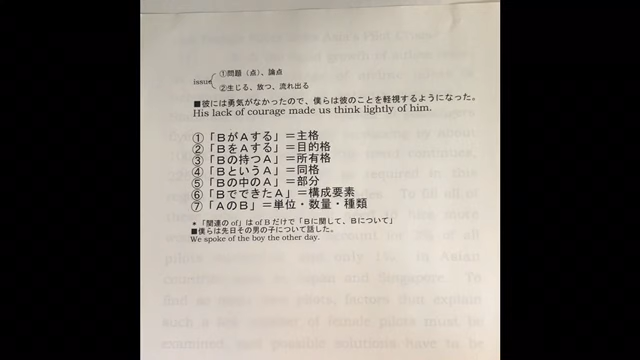 issue
①問題（点）、論点
②生じる、放つ、流れ出る
■彼には勇気がなかったので、僕らは彼のことを軽視するようになった。
His lack of courage made us think lightly of him.
①「ＢがＡする」＝主格
②「ＢをＡする」＝目的格
③「Ｂの持つＡ」＝所有格
④「ＢというＡ」＝同格
⑤「Ｂの中のＡ」＝部分
⑥「ＢでできたＡ」＝構成要素
⑦「ＡのＢ」＝単位・数量・種類
＊「関連の of」は of B だけで「Ｂに関して、Ｂについて」
■僕らは先日その男の子について話した。
We spoke of the boy the other day.